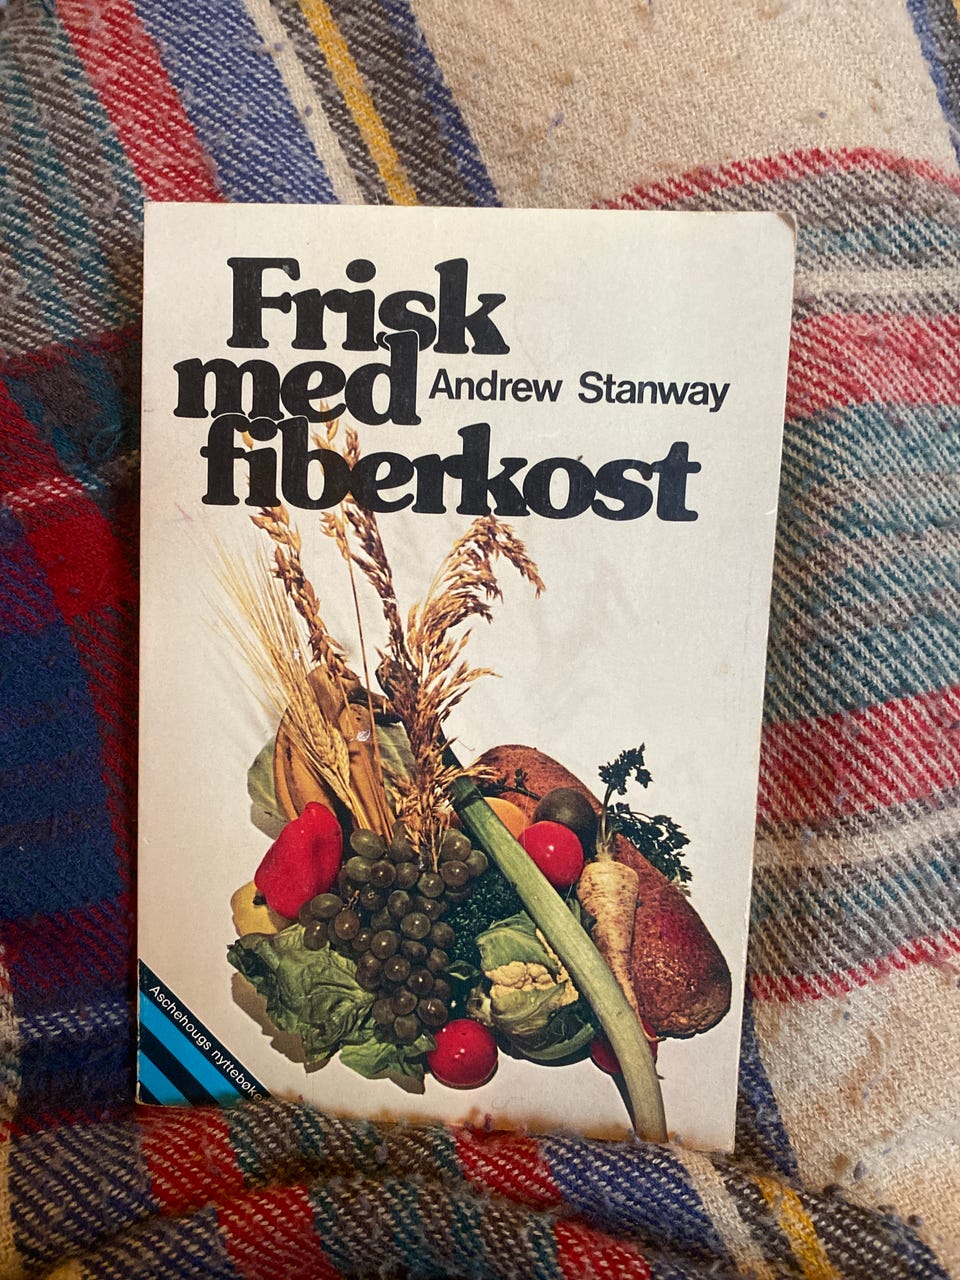 Frisk
med
Andrew Stanway
fiberkost
Aschehougs nyttebøker